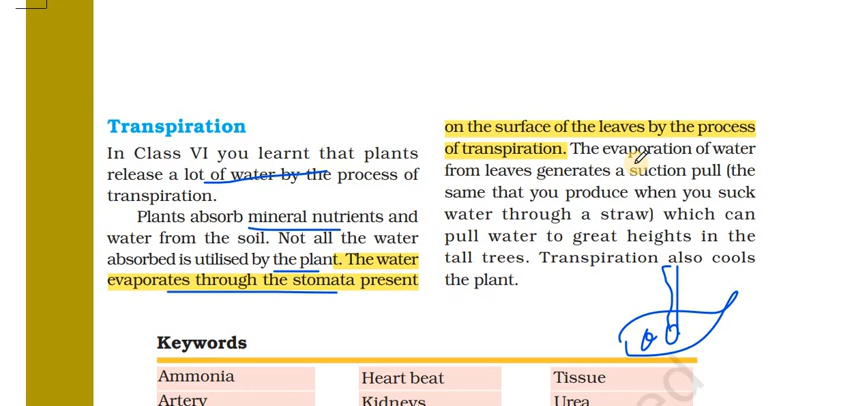 Transpiration
In Class VI you learnt that plants
release a lot of water by the process of
transpiration.
Plants absorb mineral nutrients and
water from the soil. Not all the water
absorbed is utilised by the plant. The water
evaporates through the stomata present
on the surface of the leaves by the process
of transpiration. The evaporation of water
from leaves generates a suction pull (the
same that you produce when you suck
water through a straw) which can
pull water to great heights in the
tall trees. Transpiration also cools
the plant.
Keywords
Ammonia
Heart beat
Tissue
Artery
Kidneys
Urea